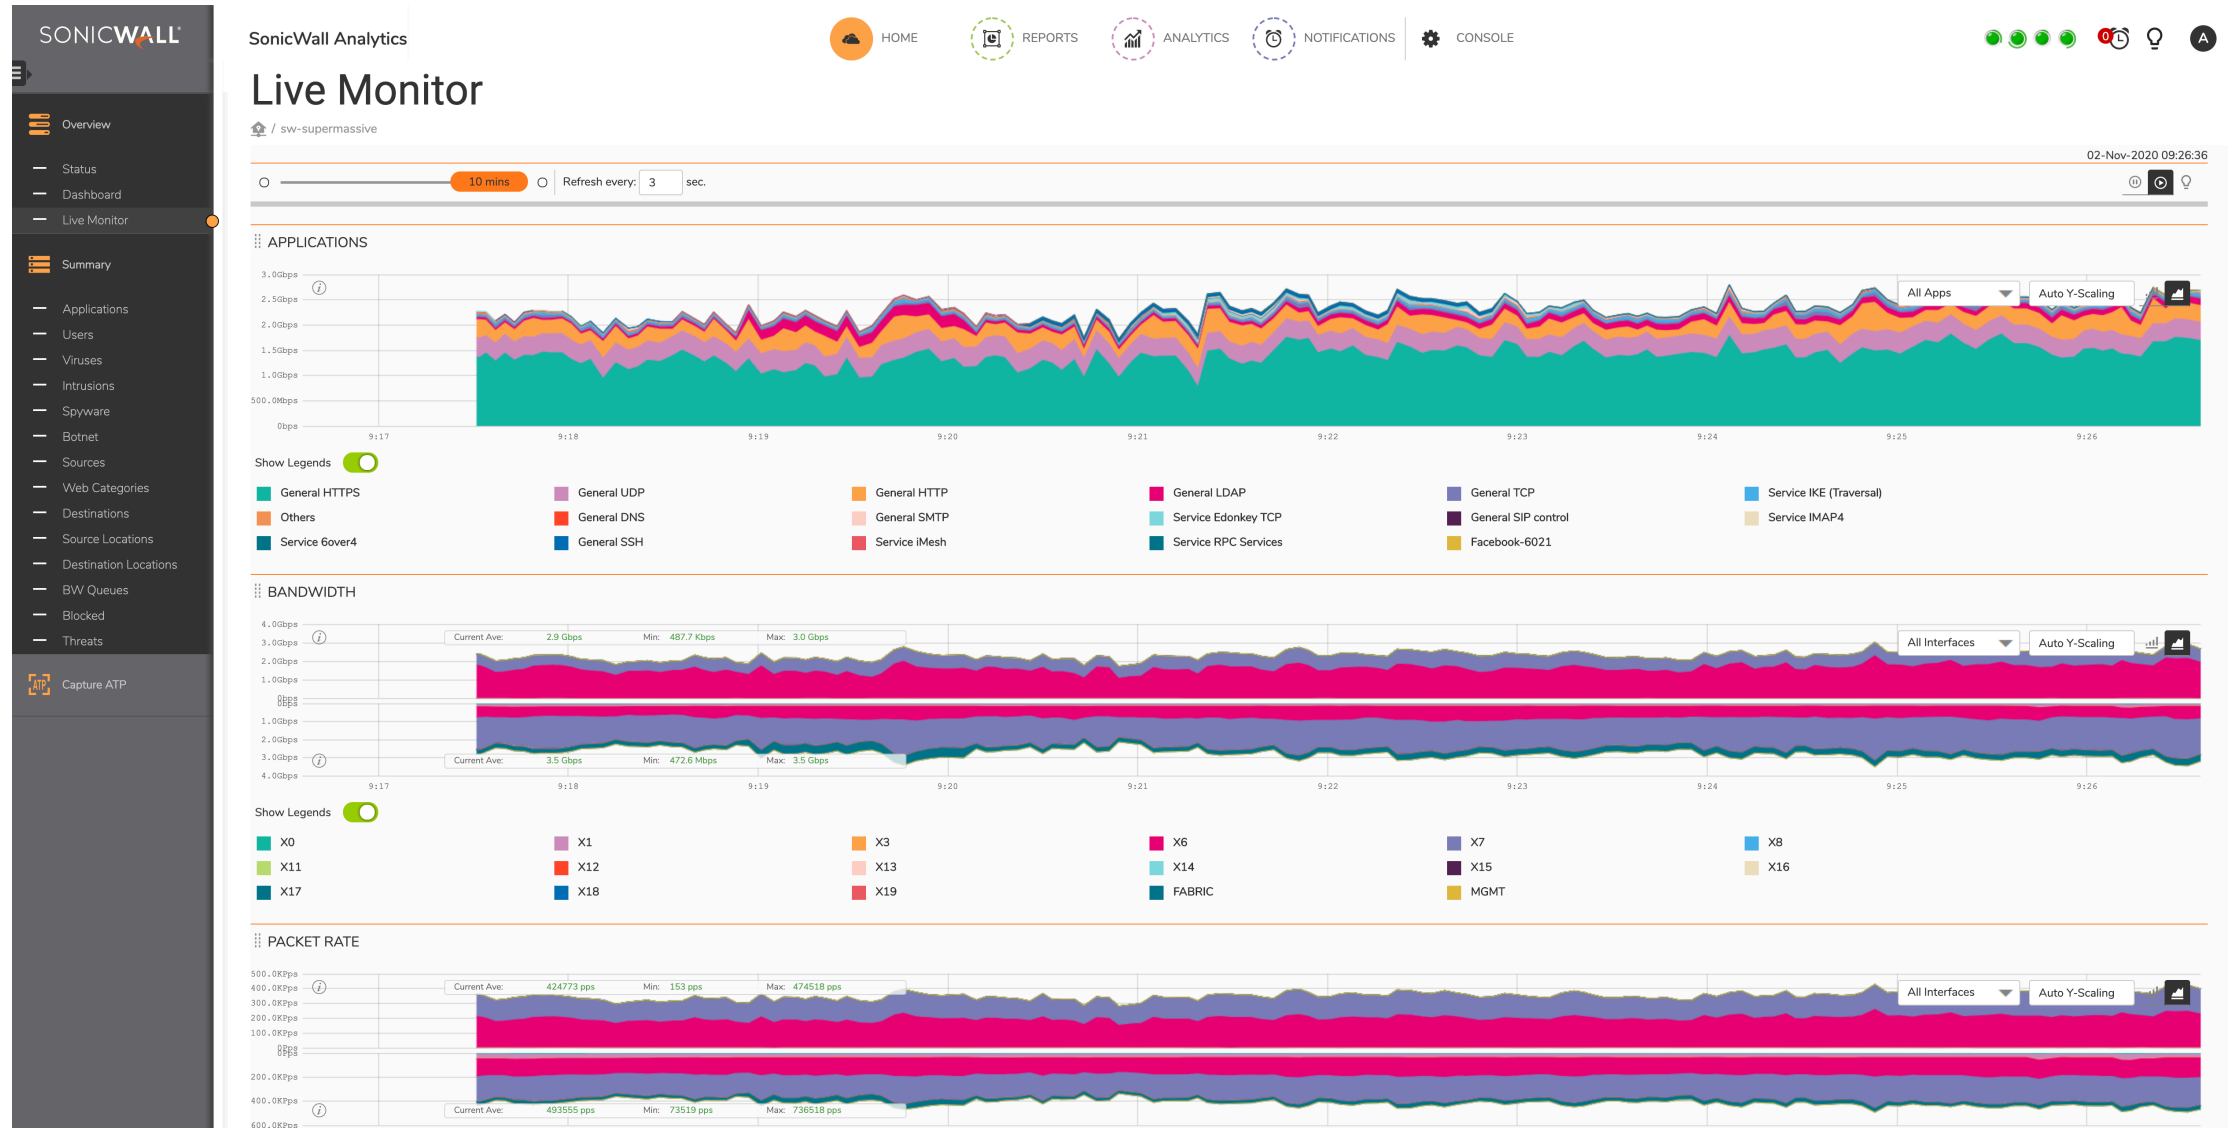 SONICWALL
SonicWall Analytics
HOME
REPORTS
ANALYTICS
NOTIFICATIONS
CONSOLE
0
A
Live Monitor
/ sw-supermassive
Overview
Status
Dashboard
Live Monitor
Summary
Applications
Users
Viruses
Intrusions
Spyware
Botnet
Sources
Web Categories
Destinations
Source Locations
Destination Locations
BW Queues
Blocked
Threats
ATP
Capture ATP
02-Nov-2020 09:26:36
10 mins
Refresh every: 3 sec.
APPLICATIONS
3.0Gbps
2.5Gbps
2.0Gbps
1.5Gbps
1.0Gbps
500.0Mbps
0bps
i
All Apps
Auto Y-Scaling
9:17 9:18 9:19 9:20 9:21 9:22 9:23 9:24 9:25 9:26
Show Legends
General HTTPS General UDP General HTTP General LDAP General TCP Service IKE (Traversal)
Others General DNS General SMTP Service Edonkey TCP General SIP control Service IMAP4
Service 6over4 General SSH Service iMesh Service RPC Services Facebook-6021
BANDWIDTH
4.0Gbps
3.0Gbps
2.0Gbps
1.0Gbps
0bps
i
Current Ave: 2.9 Gbps Min: 487.7 Kbps Max: 3.0 Gbps
All Interfaces
Auto Y-Scaling
0bps
1.0Gbps
2.0Gbps
3.0Gbps
4.0Gbps
i
Current Ave: 3.5 Gbps Min: 472.6 Mbps Max: 3.5 Gbps
9:17 9:18 9:19 9:20 9:21 9:22 9:23 9:24 9:25 9:26
Show Legends
X0 X1 X3 X6 X7 X8
X11 X12 X13 X14 X15 X16
X17 X18 X19 FABRIC MGMT
PACKET RATE
500.0KPps
400.0KPps
300.0KPps
200.0KPps
100.0KPps
0Pps
i
Current Ave: 424773 pps Min: 153 pps Max: 474518 pps
All Interfaces
Auto Y-Scaling
0Pps
200.0KPps
400.0KPps
600.0KPps
i
Current Ave: 493555 pps Min: 73519 pps Max: 736518 pps